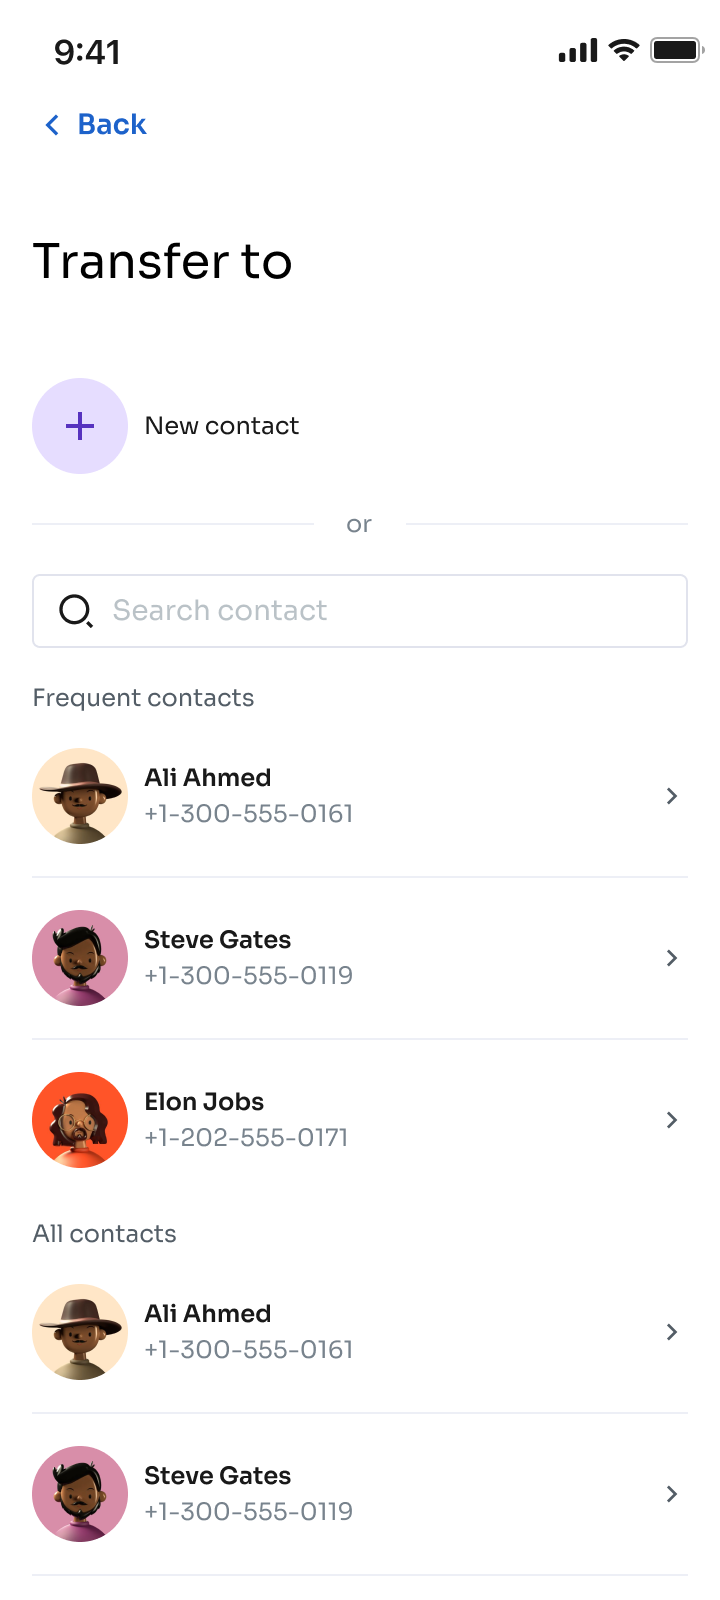 9:41
Back
Transfer to
New contact
or
Search contact
Frequent contacts
Ali Ahmed
+1-300-555-0161
Steve Gates
+1-300-555-0119
Elon Jobs
+1-202-555-0171
All contacts
Ali Ahmed
+1-300-555-0161
Steve Gates
+1-300-555-0119